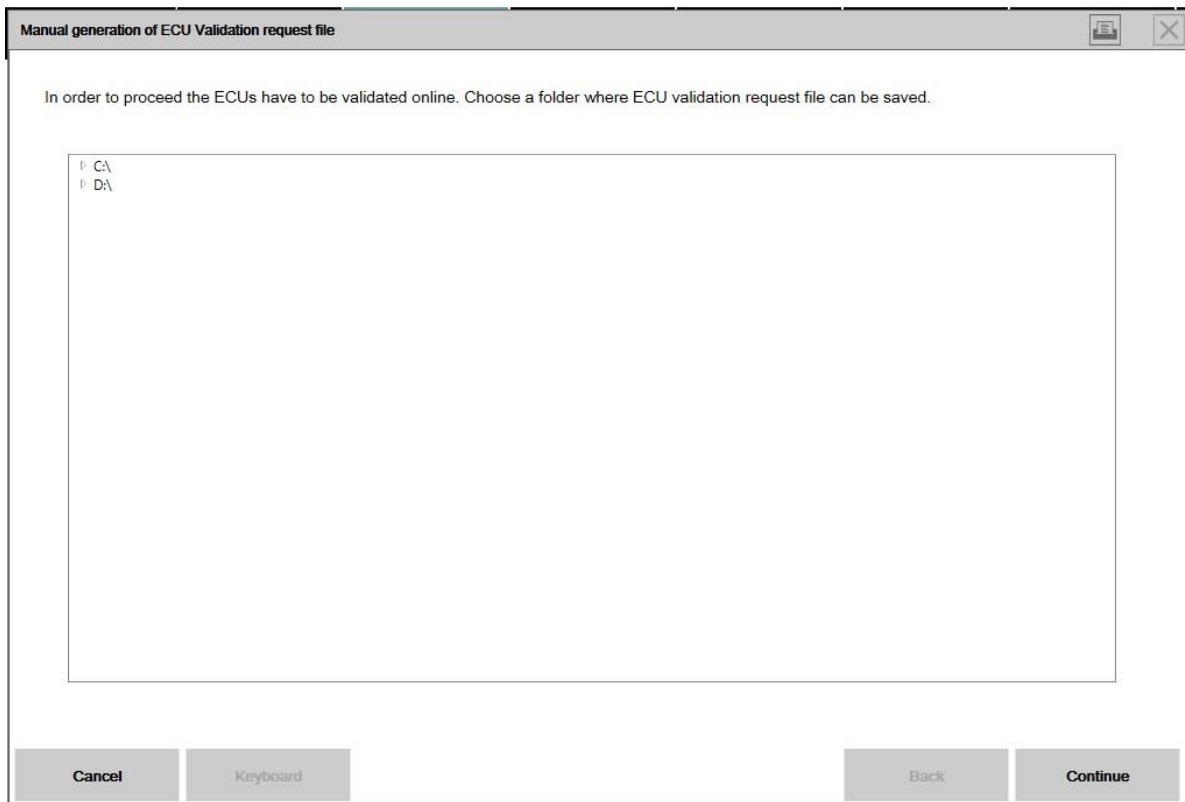 Manual generation of ECU Validation request file
In order to proceed the ECUs have to be validated online. Choose a folder where ECU validation request file can be saved.
C:\
D:\
Cancel
Keyboard
Back
Continue